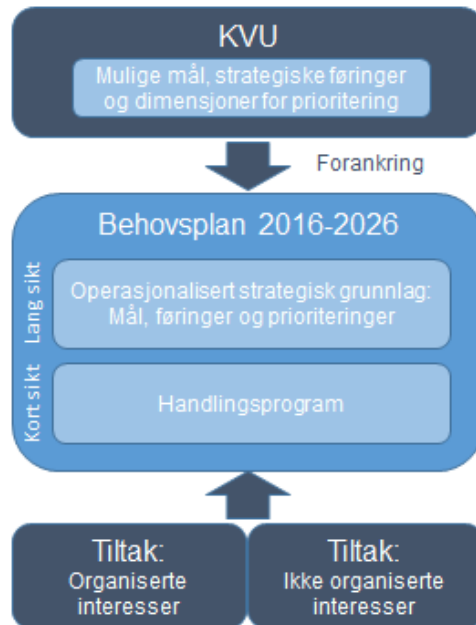 KVU
Mulige mål, strategiske føringer
og dimensjoner for prioritering
Forankring
Behovsplan 2016-2026
Lang sikt
Operasjonalisert strategisk grunnlag:
Mål, føringer og prioriteringer
Kort sikt
Handlingsprogram
Tiltak:
Organiserte
interesser
Tiltak:
Ikke organiserte
interesser